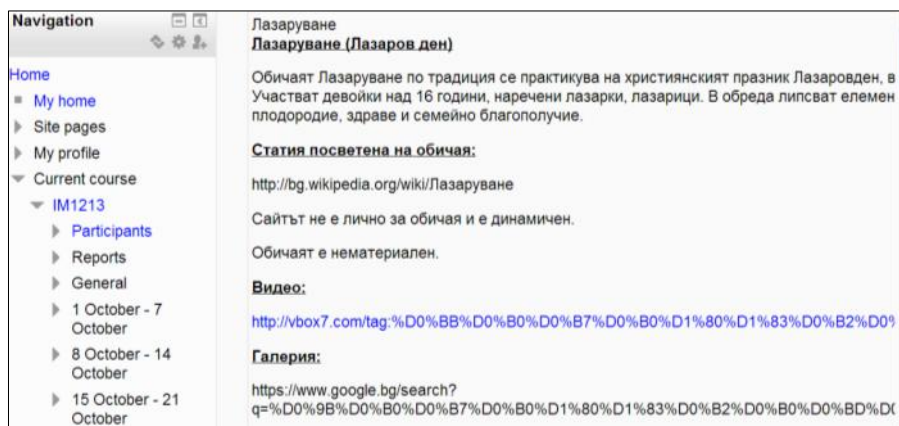 Navigation
Home
My home
Site pages
My profile
Current course
IM1213
Participants
Reports
General
1 October - 7
October
8 October - 14
October
15 October - 21
October
Лазаруване
Лазаруване (Лазаров ден)
Обичаят Лазаруване по традиция се практикува на християнският празник Лазаровден, в
Участват девойки над 16 години, наречени лазарки, лазарици. В обреда липсват елемен
плодородие, здраве и семейно благополучие.
Статия посветена на обичая:
http://bg.wikipedia.org/wiki/Лазаруване
Сайтът не е лично за обичая и е динамичен.
Обичаят е нематериален.
Видео:
http://vbox7.com/tag:%D0%BB%D0%B0%D0%B7%D0%B0%D1%80%D1%83%D0%B2%D0%
Галерия:
https://www.google.bg/search?
q=%D0%9B%D0%B0%D0%B7%D0%B0%D1%80%D1%83%D0%B2%D0%B0%D0%BD%D0